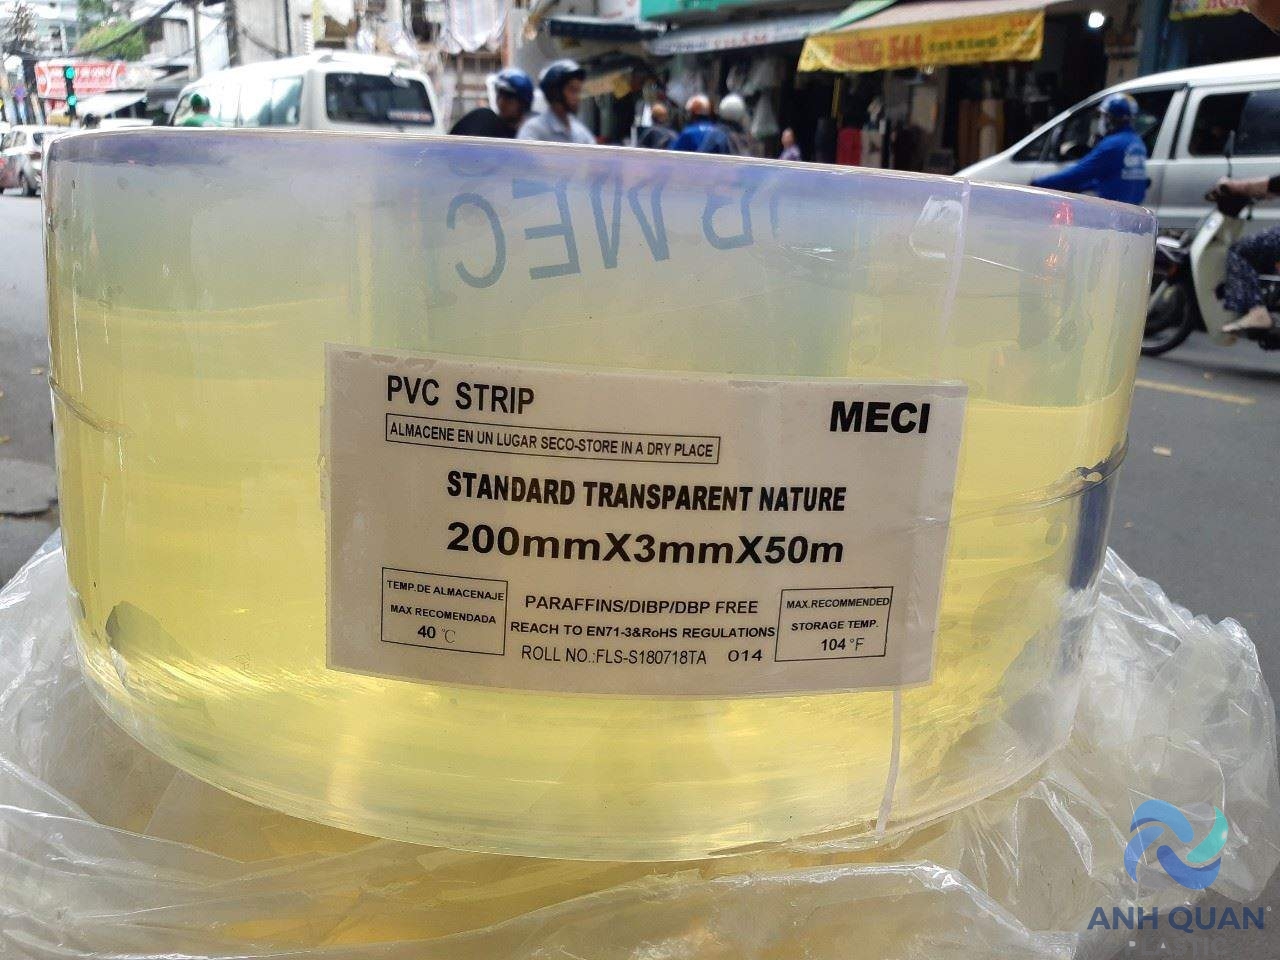 PVC STRIP
MECI
ALMACENE EN UN LUGAR SECO-STORE IN A DRY PLACE
STANDARD TRANSPARENT NATURE
200mmX3mmX50m
TEMP.DE ALMACENAJE
MAX RECOMENDADA
40 °C
PARAFFINS/DIBP/DBP FREE
REACH TO EN71-3&RoHS REGULATIONS
ROLL NO.:FLS-S180718TA 014
MAX.RECOMMENDED
STORAGE TEMP.
104 °F
ANH QUAN
PLASTIC